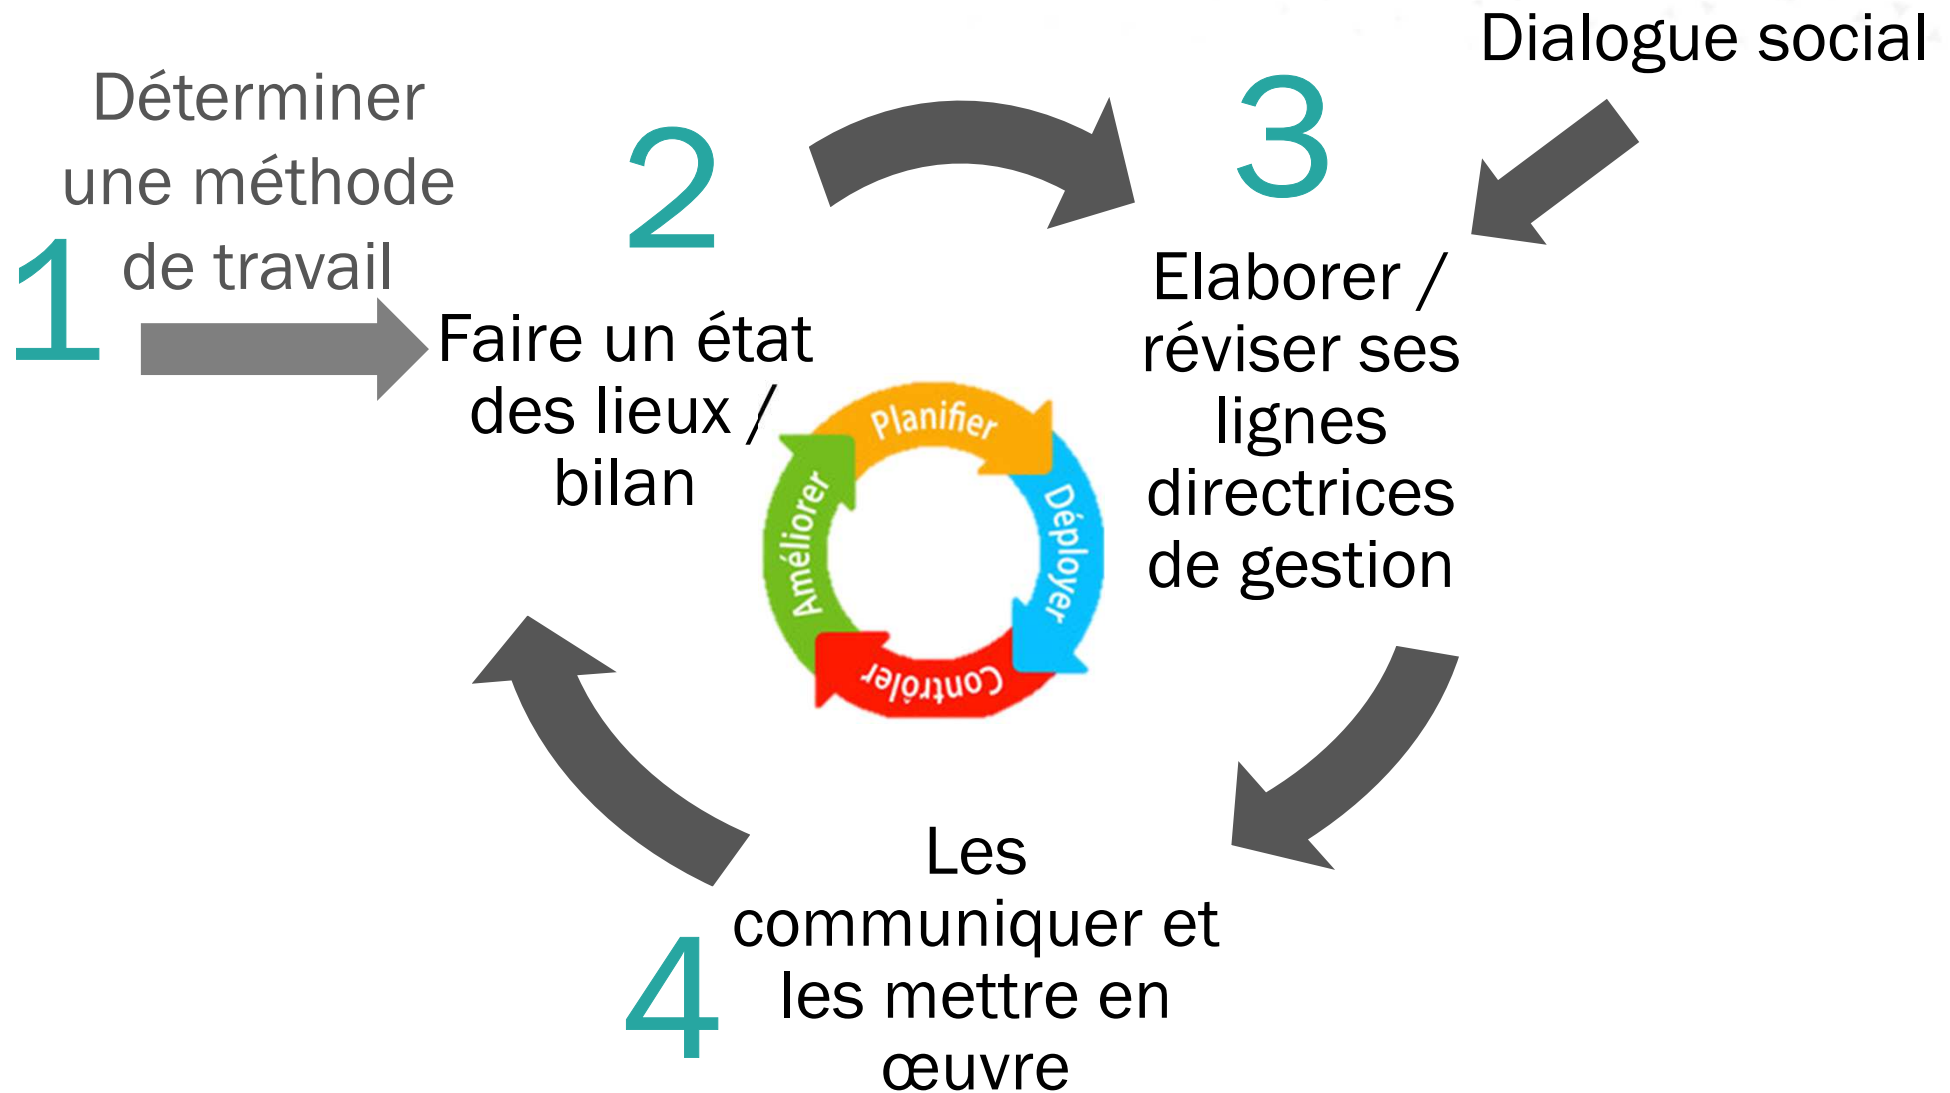 Dialogue social
Déterminer
une méthode
de travail
1
2
3
Faire un état
des lieux /
bilan
Elaborer /
réviser ses
lignes
directrices
de gestion
Planifier
Déployer
Contrôler
Améliorer
4
Les
communiquer et
les mettre en
œuvre